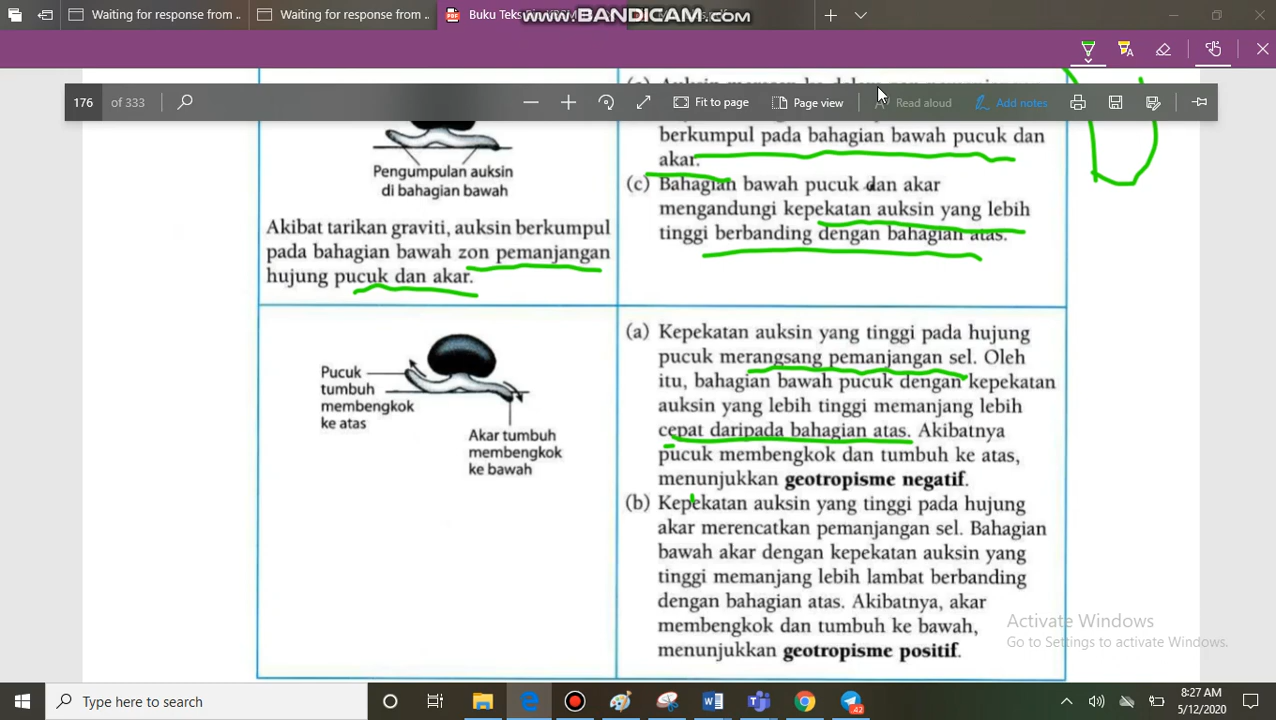 Waiting for response from ..
Waiting for response from ..
Buku Teks
www.BANDICAM.com
176 of 333
Fit to page
Page view
Read aloud
Add notes
berkumpul pada bahagian bawah pucuk dan
akar.
(c) Bahagian bawah pucuk dan akar
mengandungi kepekatan auksin yang lebih
tinggi berbanding dengan bahagian atas.
Pengumpulan auksin
di bahagian bawah
Akibat tarikan graviti, auksin berkumpul
pada bahagian bawah zon pemanjangan
hujung pucuk dan akar.
Pucuk
tumbuh
membengkok
ke atas
Akar tumbuh
membengkok
ke bawah
(a) Kepekatan auksin yang tinggi pada hujung
pucuk merangsang pemanjangan sel. Oleh
itu, bahagian bawah pucuk dengan kepekatan
auksin yang lebih tinggi memanjang lebih
cepat daripada bahagian atas. Akibatnya
pucuk membengkok dan tumbuh ke atas,
menunjukkan geotropisme negatif.
(b) Kepekatan auksin yang tinggi pada hujung
akar merencatkan pemanjangan sel. Bahagian
bawah akar dengan kepekatan auksin yang
tinggi memanjang lebih lambat berbanding
dengan bahagian atas. Akibatnya, akar
membengkok dan tumbuh ke bawah,
menunjukkan geotropisme positif.
Activate Windows
Go to Settings to activate Windows.
Type here to search
42
8:27 AM
5/12/2020